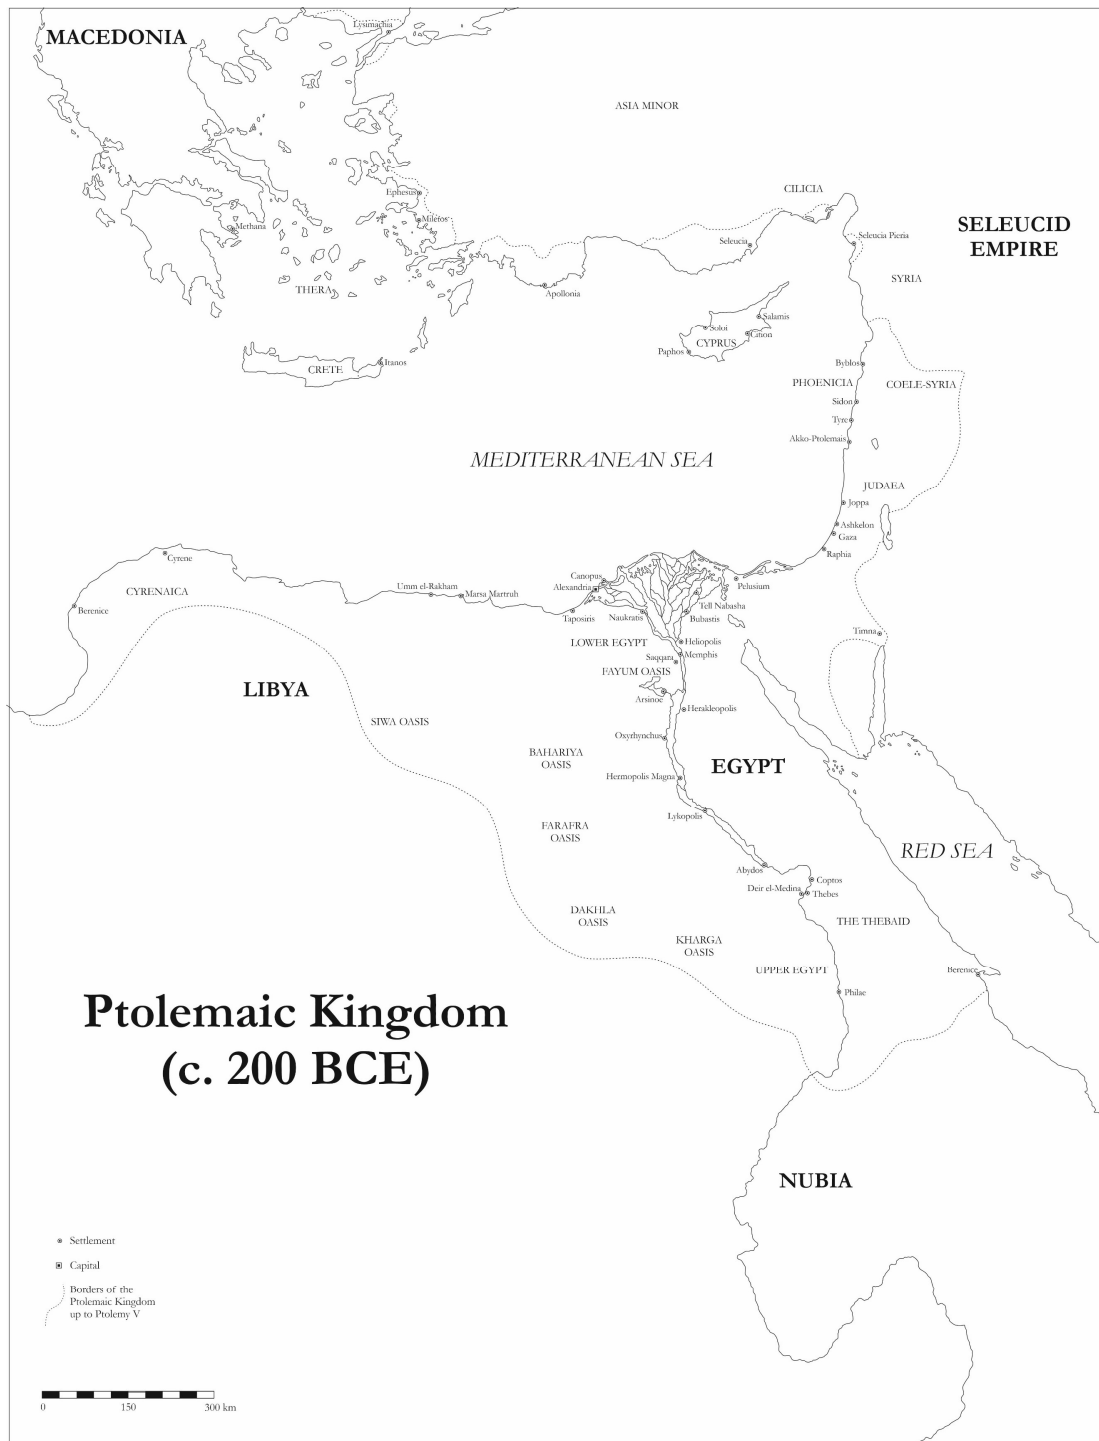 Lysimachia
MACEDONIA
ASIA MINOR
CILICIA
Ephesus
Miletos
Methana
SELEUCID
EMPIRE
Seleucia
Seleucia Pieria
SYRIA
THERA
Apollonia
Salamis
Soloi
Cition
CYPRUS
Paphos
Itanos
CRETE
Byblos
PHOENICIA
COELE-SYRIA
Sidon
Tyre
Akko-Ptolemais
MEDITERRANEAN SEA
JUDAEA
Joppa
Ashkelon
Gaza
Raphia
Cyrene
CYRENAICA
Berenice
Umm el-Rakham
Marsa Martruh
Canopus
Alexandria
Pelusium
Taposiris
Naukratis
Tell Nabasha
Bubastis
Timna
LOWER EGYPT
Heliopolis
Memphis
Saqqara
FAYUM OASIS
LIBYA
Arsinoe
Herakleopolis
SIWA OASIS
Oxyrhynchus
BAHARIYA
OASIS
EGYPT
Hermopolis Magna
Lykopolis
FARAFRA
OASIS
RED SEA
Abydos
Coptos
Deir el-Medina
Thebes
DAKHLA
OASIS
THE THEBAID
KHARGA
OASIS
UPPER EGYPT
Berenice
Philae
Ptolemaic Kingdom
(c. 200 BCE)
NUBIA
Settlement
Capital
Borders of the
Ptolemaic Kingdom
up to Ptolemy V
0 150 300 km